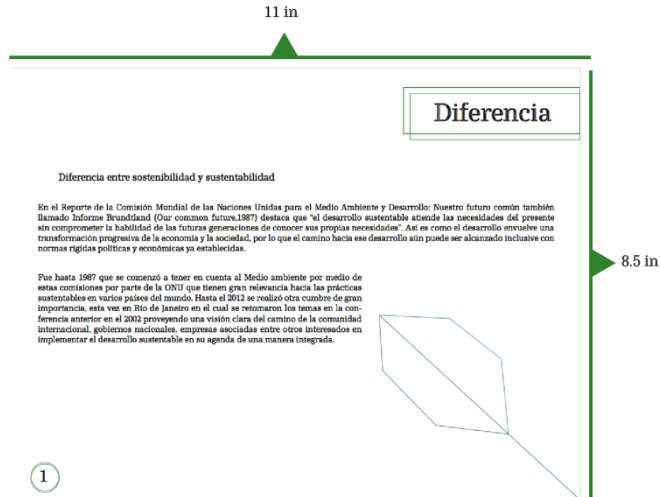 11 in
Diferencia
Diferencia entre sostenibilidad y sustentabilidad
En el Reporte de la Comisión Mundial de las Naciones Unidas para el Medio Ambiente y Desarrollo: Nuestro futuro común también
llamado Informe Brundtland (Our common future,1987) destaca que "el desarrollo sustentable atiende las necesidades del presente
sin comprometer la habilidad de las futuras generaciones de conocer sus propias necesidades". Así es como el desarrollo envuelve una
transformación progresiva de la economía y la sociedad, por lo que el camino hacia ese desarrollo aún puede ser alcanzado inclusive con
normas rígidas políticas y económicas ya establecidas.
8.5 in
Fue hasta 1987 que se comenzó a tener en cuenta al Medio ambiente por medio de
estas comisiones por parte de la ONU que tienen gran relevancia hacia las prácticas
sustentables en varios países del mundo. Hasta el 2012 se realizó otra cumbre de gran
importancia, esta vez en Río de Janeiro en el cual se retomaron los temas en la con-
ferencia anterior en el 2002 proveyendo una visión clara del camino de la comunidad
internacional, gobiernos nacionales, empresas asociadas entre otros interesados en
implementar el desarrollo sustentable en su agenda de una manera integrada.
1